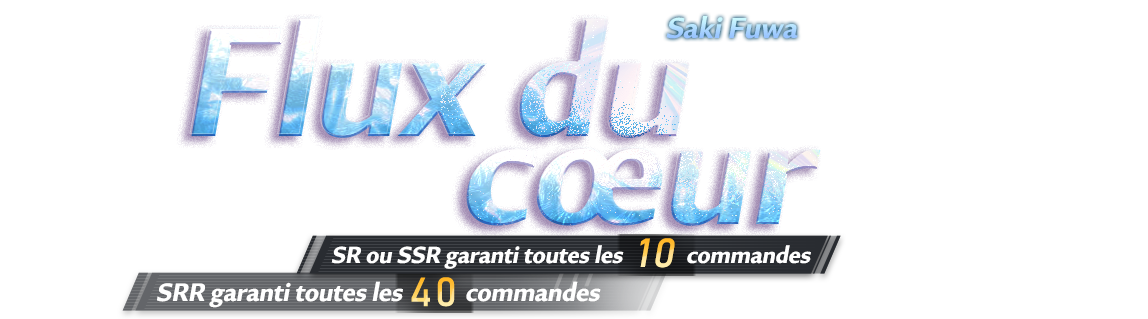 Saki Fuwa
Flux du
cœur
SR ou SSR garanti toutes les 10 commandes
SRR garanti toutes les 40 commandes